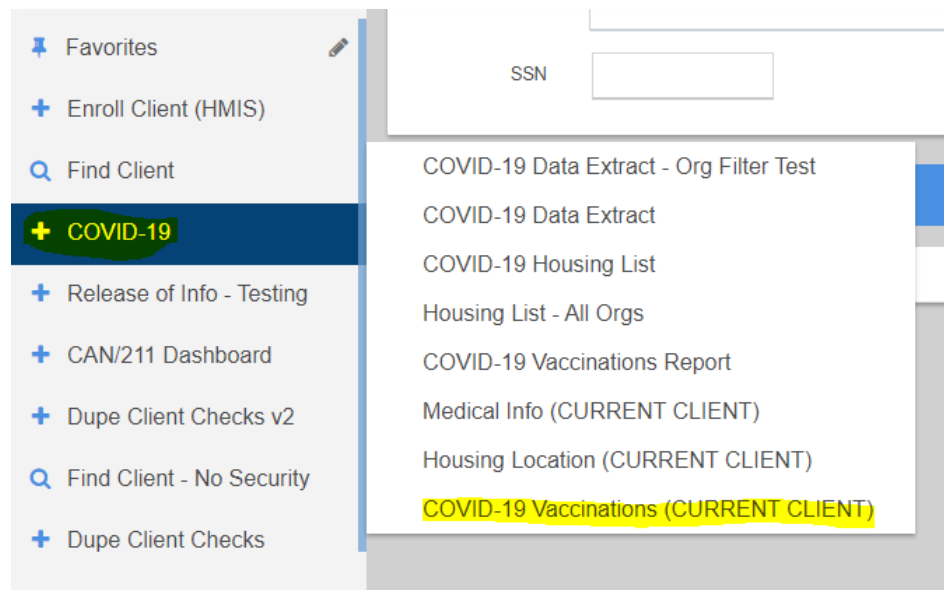 Favorites
Enroll Client (HMIS)
Find Client
COVID-19
Release of Info - Testing
CAN/211 Dashboard
Dupe Client Checks v2
Find Client - No Security
Dupe Client Checks
SSN
COVID-19 Data Extract - Org Filter Test
COVID-19 Data Extract
COVID-19 Housing List
Housing List - All Orgs
COVID-19 Vaccinations Report
Medical Info (CURRENT CLIENT)
Housing Location (CURRENT CLIENT)
COVID-19 Vaccinations (CURRENT CLIENT)